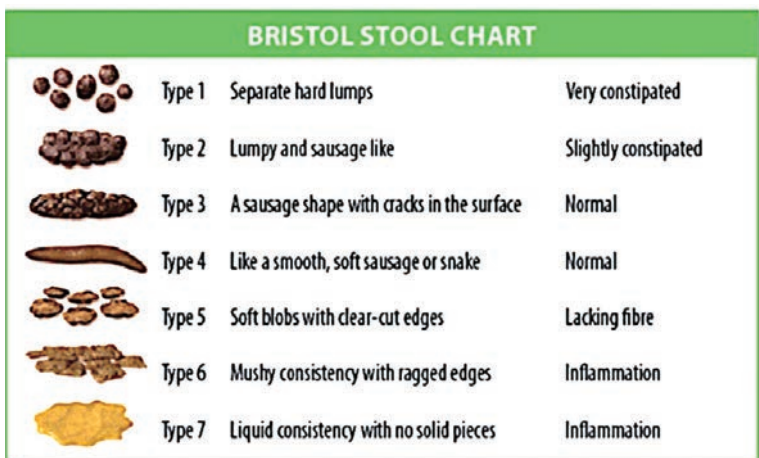 BRISTOL STOOL CHART
Type 1 Separate hard lumps Very constipated
Type 2 Lumpy and sausage like Slightly constipated
Type 3 A sausage shape with cracks in the surface Normal
Type 4 Like a smooth, soft sausage or snake Normal
Type 5 Soft blobs with clear-cut edges Lacking fibre
Type 6 Mushy consistency with ragged edges Inflammation
Type 7 Liquid consistency with no solid pieces Inflammation